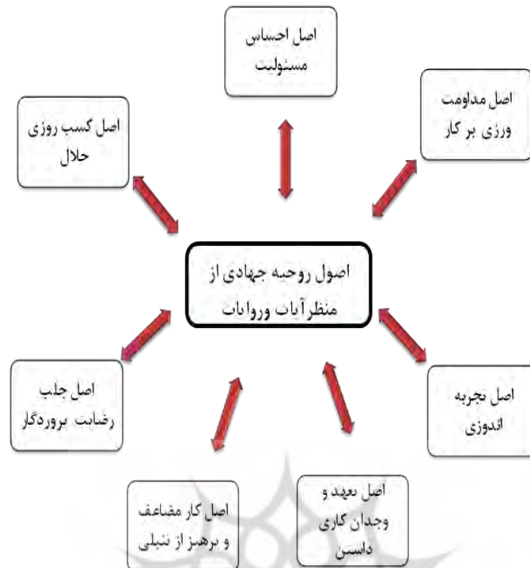 اصل احساس
مسئولیت
اصل مداومت
ورزی بر کار
اصل کسب روزی
حلال
اصول روحیه جهادی از
منظر آیات وروایات
اصل تجربه
اندوزی
اصل جلب
رضایت پروردگار
اصل تعهد و
وجدان کاری
داشتن
اصل کار مضاعف
و پرهیز از تنبلی